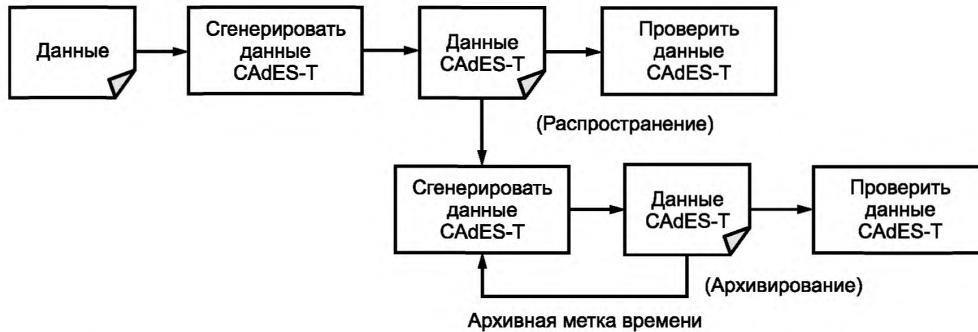 Данные
Сгенерировать
данные
CAdES-T
Данные
CAdES-T
Проверить
данные
CAdES-T
(Распространение)
Сгенерировать
данные
CAdES-T
Данные
CAdES-T
Проверить
данные
CAdES-T
(Архивирование)
Архивная метка времени